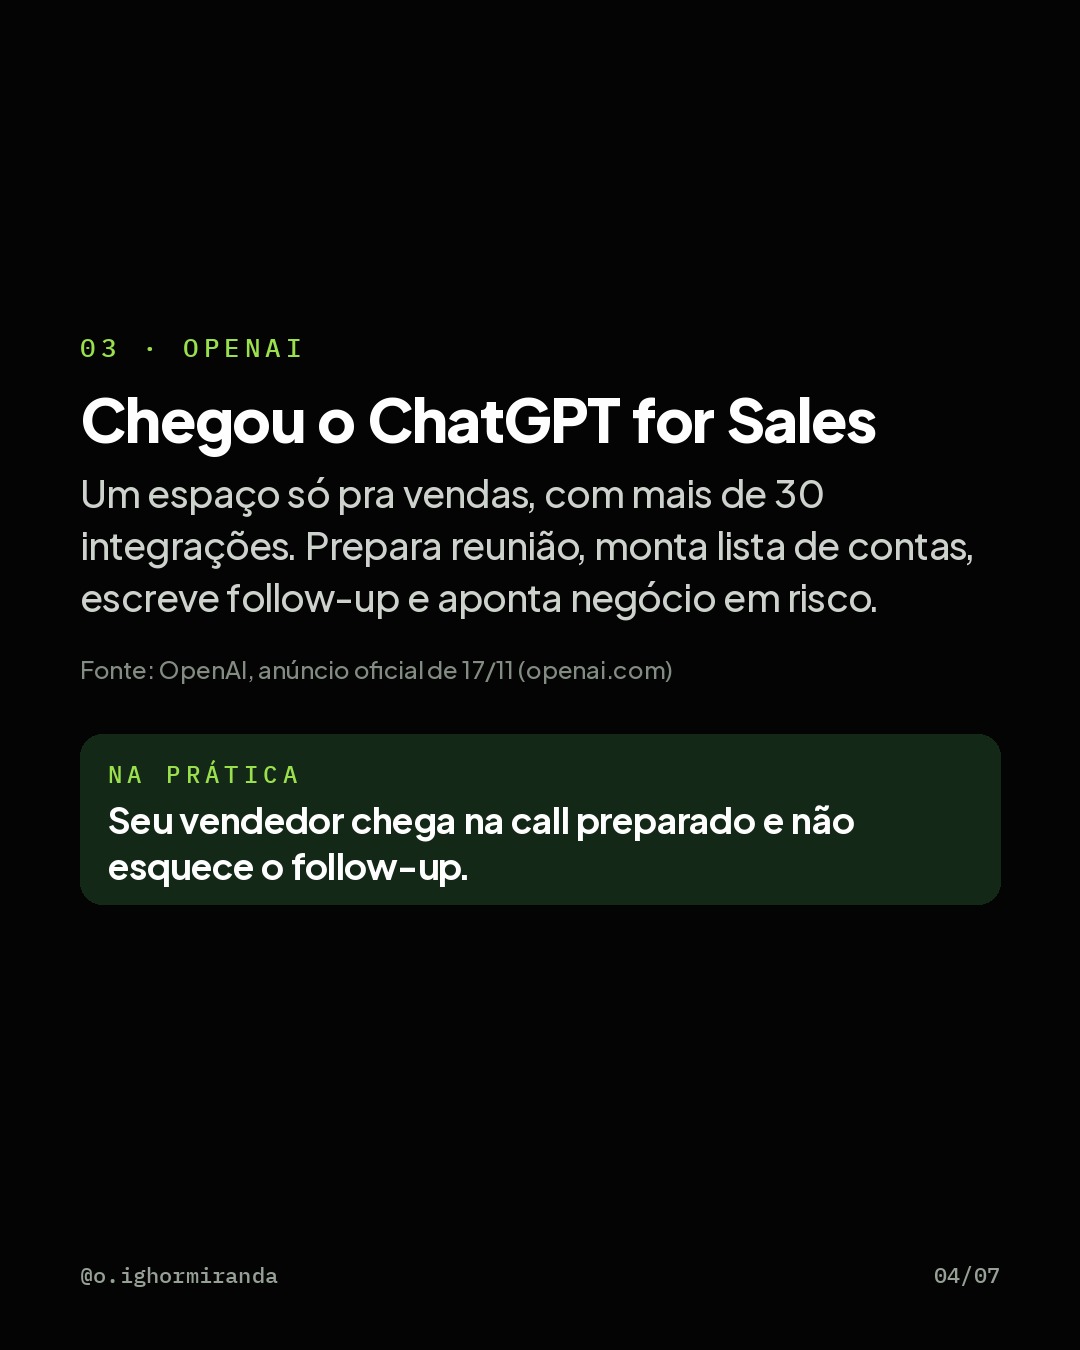 03 · OPENAI
Chegou o ChatGPT for Sales
Um espaço só pra vendas, com mais de 30
integrações. Prepara reunião, monta lista de contas,
escreve follow-up e aponta negócio em risco.
Fonte: OpenAI, anúncio oficial de 17/11 (openai.com)
NA PRÁTICA
Seu vendedor chega na call preparado e não
esquece o follow-up.
@o.ighormiranda
04/07